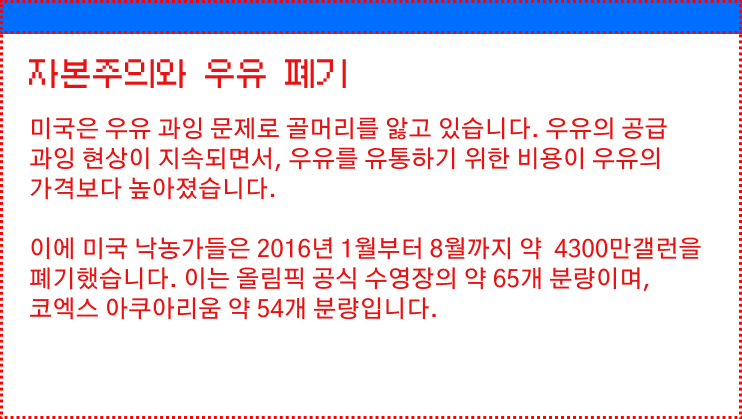 자본주의와 우유 폐기
미국은 우유 과잉 문제로 골머리를 앓고 있습니다. 우유의 공급
과잉 현상이 지속되면서, 우유를 유통하기 위한 비용이 우유의
가격보다 높아졌습니다.
이에 미국 낙농가들은 2016년 1월부터 8월까지 약 4300만갤런을
폐기했습니다. 이는 올림픽 공식 수영장의 약 65개 분량이며,
코엑스 아쿠아리움 약 54개 분량입니다.